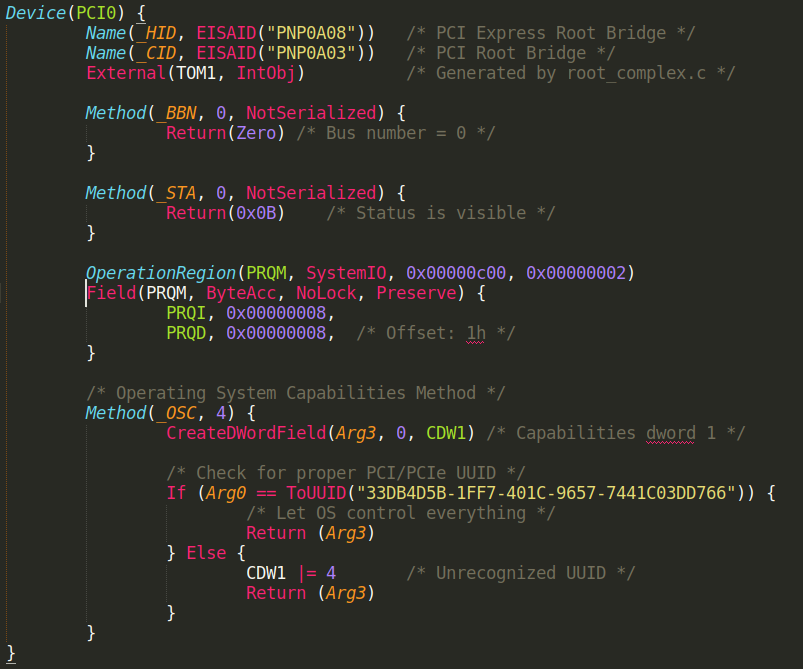 Device(PCI0) {
        Name(_HID, EISAID("PNP0A08"))   /* PCI Express Root Bridge */
        Name(_CID, EISAID("PNP0A03"))   /* PCI Root Bridge */
        External(TOM1, IntObj)          /* Generated by root_complex.c */

        Method(_BBN, 0, NotSerialized) {
                Return(Zero) /* Bus number = 0 */
        }

        Method(_STA, 0, NotSerialized) {
                Return(0x0B)    /* Status is visible */
        }

        OperationRegion(PRQM, SystemIO, 0x00000c00, 0x00000002)
        Field(PRQM, ByteAcc, NoLock, Preserve) {
                PRQI, 0x00000008,
                PRQD, 0x00000008,  /* Offset: 1h */
        }

        /* Operating System Capabilities Method */
        Method(_OSC, 4) {
                CreateDWordField(Arg3, 0, CDW1) /* Capabilities dword 1 */

                /* Check for proper PCI/PCIe UUID */
                If (Arg0 == ToUUID("33DB4D5B-1FF7-401C-9657-7441C03DD766")) {
                        /* Let OS control everything */
                        Return (Arg3)
                } Else {
                        CDW1 |= 4       /* Unrecognized UUID */
                        Return (Arg3)
                }
        }
}